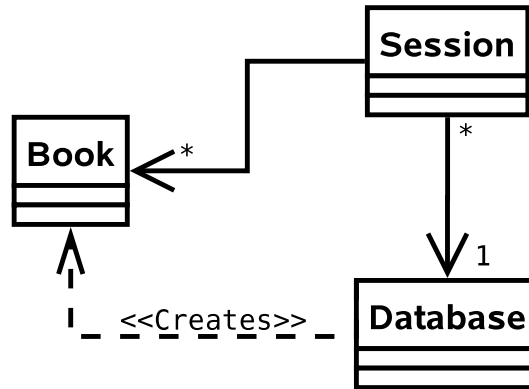 Session
*
Book
*
1
<<Creates>>
Database